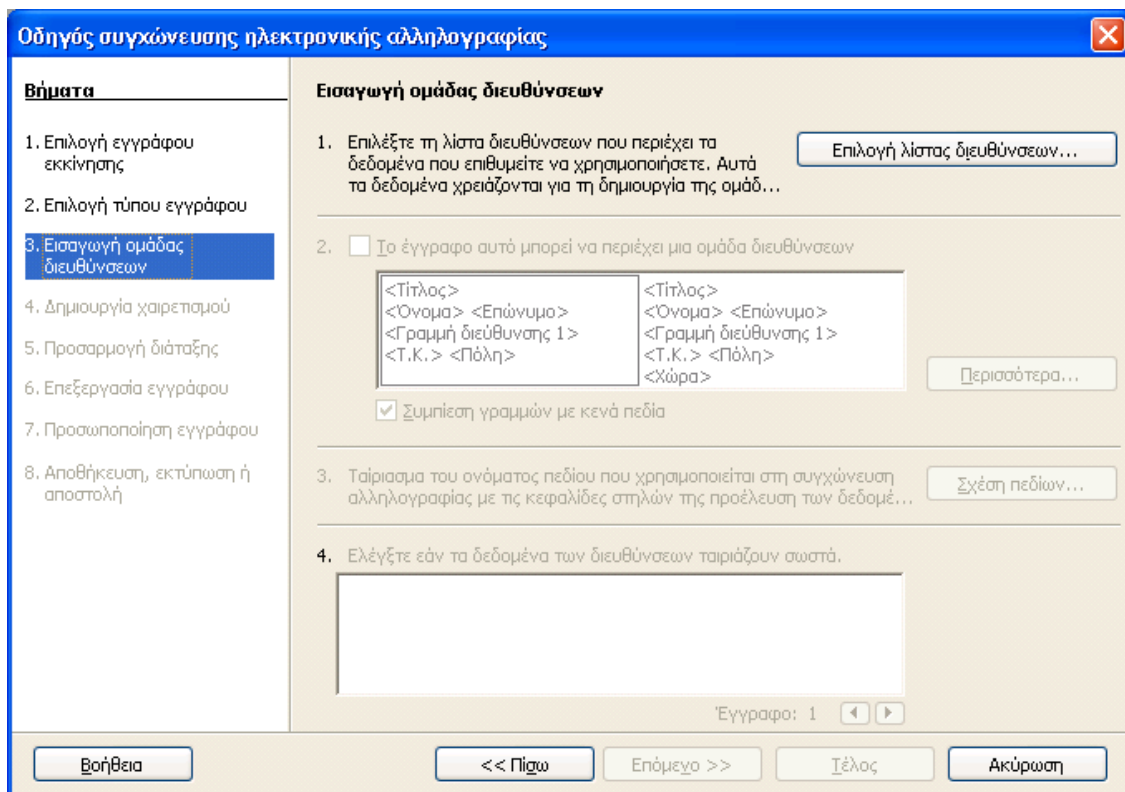 Οδηγός συγχώνευσης ηλεκτρονικής αλληλογραφίας
Βήματα
1. Επιλογή εγγράφου
εκκίνησης
2. Επιλογή τύπου εγγράφου
3. Εισαγωγή ομάδας
διευθύνσεων
4. Δημιουργία χαιρετισμού
5. Προσαρμογή διάταξης
6. Επεξεργασία εγγράφου
7. Προσωποποίηση εγγράφου
8. Αποθήκευση, εκτύπωση ή
αποστολή
Εισαγωγή ομάδας διευθύνσεων
1. Επιλέξτε τη λίστα διευθύνσεων που περιέχει τα
δεδομένα που επιθυμείτε να χρησιμοποιήσετε. Αυτά
τα δεδομένα χρειάζονται για τη δημιουργία της ομάδ...
Επιλογή λίστας διευθύνσεων...
2. Το έγγραφο αυτό μπορεί να περιέχει μια ομάδα διευθύνσεων
<Τίτλος>
<Όνομα> <Επώνυμο>
<Γραμμή διεύθυνσης 1>
<Τ.Κ.> <Πόλη>
<Τίτλος>
<Όνομα> <Επώνυμο>
<Γραμμή διεύθυνσης 1>
<Τ.Κ.> <Πόλη>
<Χώρα>
Περισσότερα...
Συμπίεση γραμμών με κενά πεδία
3. Ταίριασμα του ονόματος πεδίου που χρησιμοποιείται στη συγχώνευση
αλληλογραφίας με τις κεφαλίδες στηλών της προέλευση των δεδομέ...
Σχέση πεδίων...
4. Ελέγξτε εάν τα δεδομένα των διευθύνσεων ταιριάζουν σωστά.
Έγγραφο: 1
Βοήθεια
<< Πίσω
Επόμενο >>
Τέλος
Ακύρωση